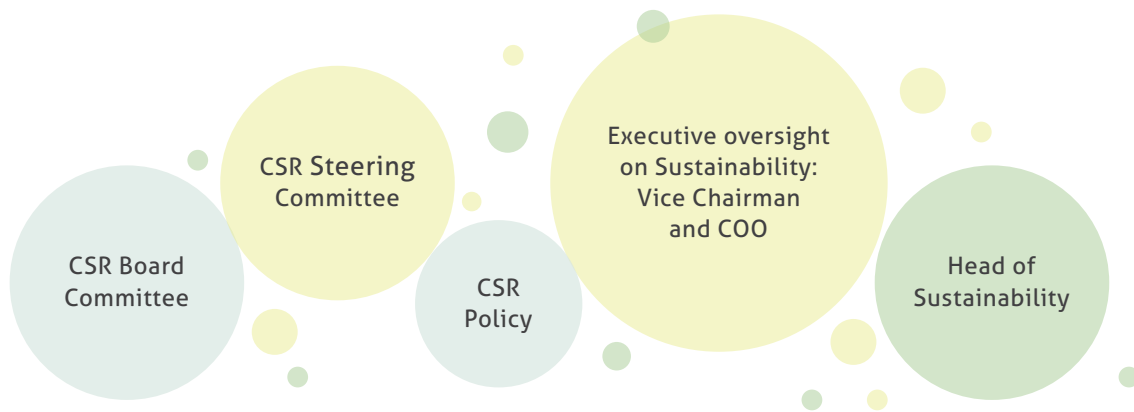 CSR Board
Committee
CSR Steering
Committee
CSR
Policy
Executive oversight
on Sustainability:
Vice Chairman
and COO
Head of
Sustainability